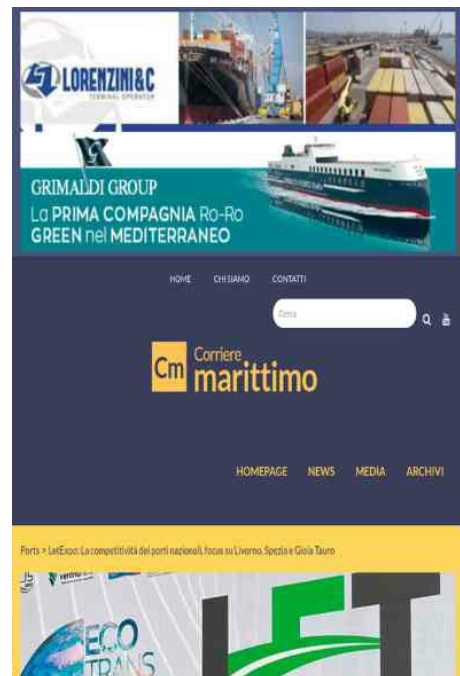 LORENZINI & C
TERMINAL OPERATOR
GRIMALDI GROUP
La PRIMA COMPAGNIA Ro-Ro
GREEN nel MEDITERRANEO
HOME CHI SIAMO CONTATTI
Cerca
Cm Corriere
marittimo
HOMEPAGE NEWS MEDIA ARCHIVI
Ports > LetExpo: La competitività dei porti nazionali, focus su Livorno, Spezia e Gioia Tauro
ECO
TRANS
LET